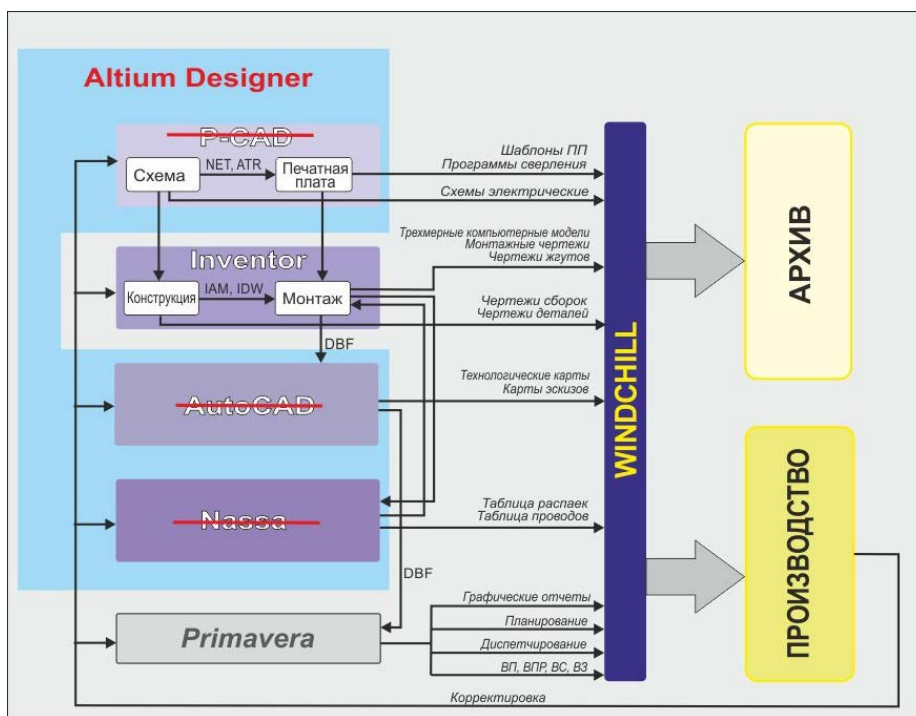 Altium Designer
P-CAD
Схема
NET, ATR
Печатная
плата
Шаблоны ПП
Программы сверления
Схемы электрические
Inventor
Конструкция
IAM, IDW
Монтаж
Трехмерные компьютерные модели
Монтажные чертежи
Чертежи жгутов
Чертежи сборок
Чертежи деталей
DBF
AutoCAD
Технологические карты
Карты эскизов
Nassa
Таблица распаек
Таблица проводов
DBF
Primavera
Графические отчеты
Планирование
Диспетчирование
ВП, ВПР, ВС, ВЗ
Корректировка
WINDCHILL
АРХИВ
ПРОИЗВОДСТВО